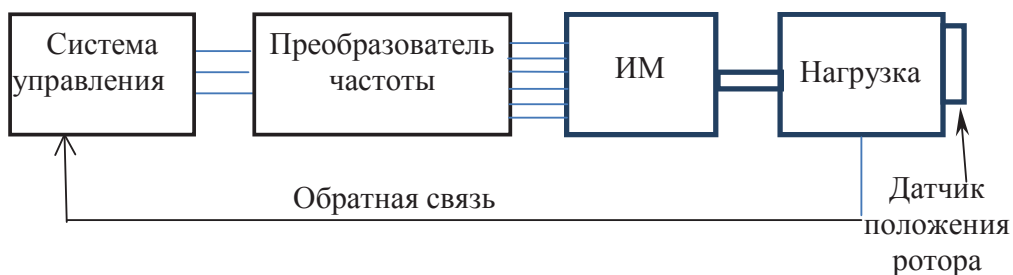 Система
управления
Преобразователь
частоты
ИМ
Нагрузка
Обратная связь
Датчик
положения
ротора